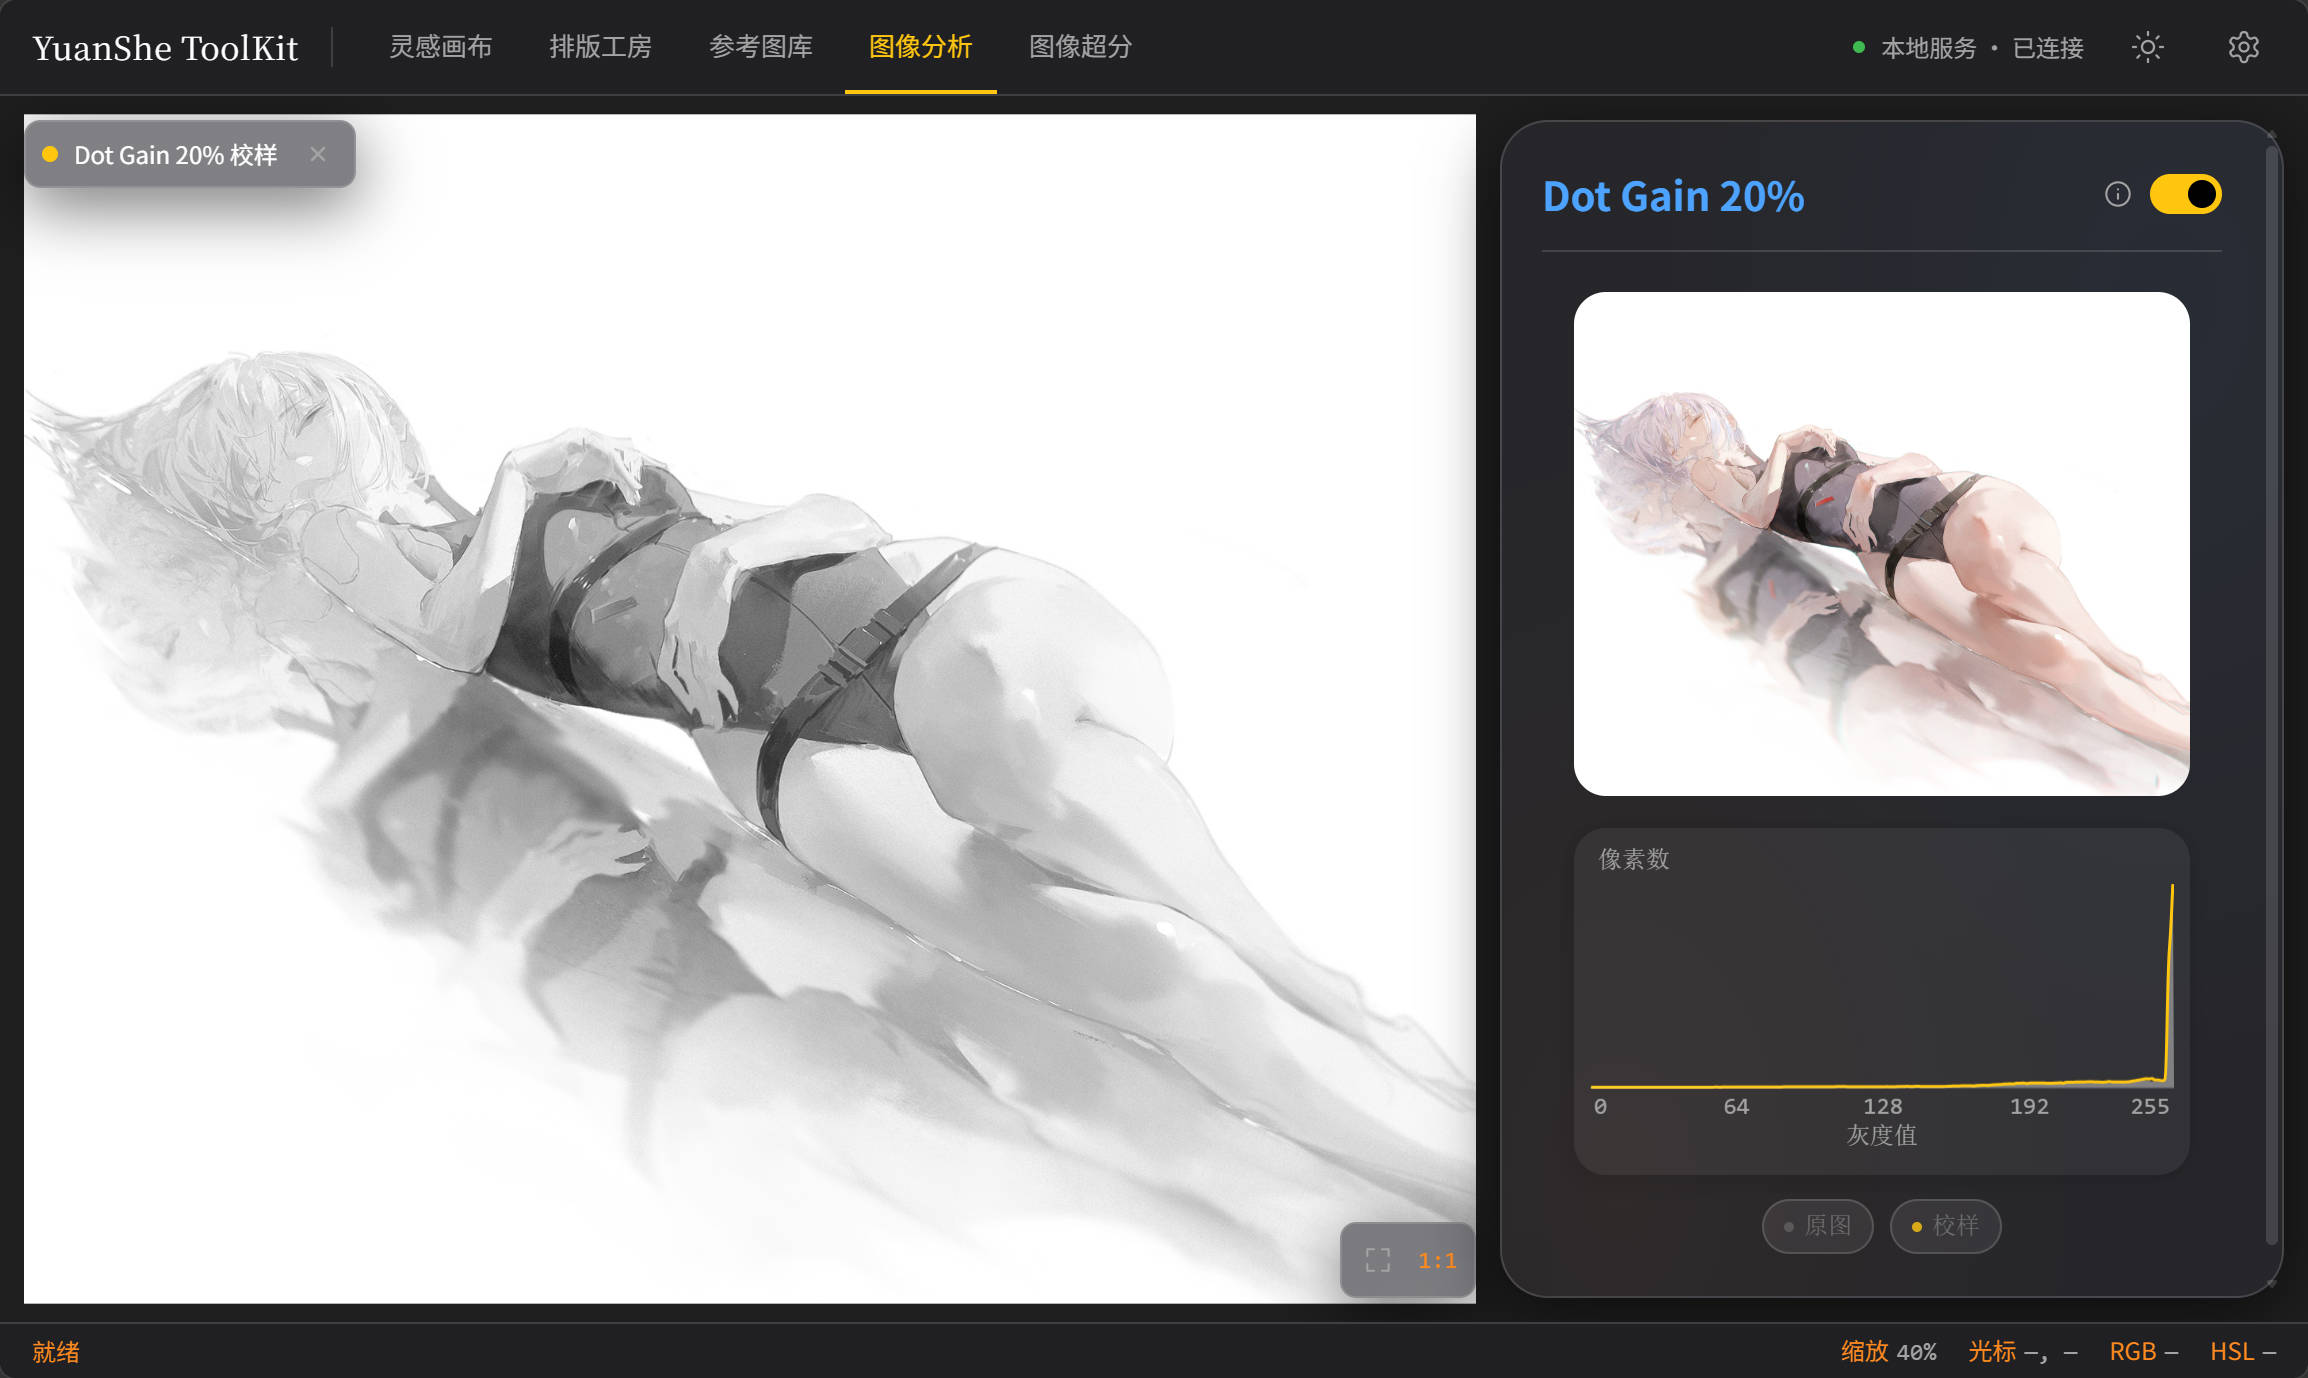 YuanShe ToolKit
灵感画布
排版工房
参考图库
图像分析
图像超分
本地服务 • 已连接
Dot Gain 20% 校样
Dot Gain 20%
像素数
0 64 128 192 255
灰度值
原图
校样
1:1
就绪
缩放 40% 光标 —, — RGB — HSL —